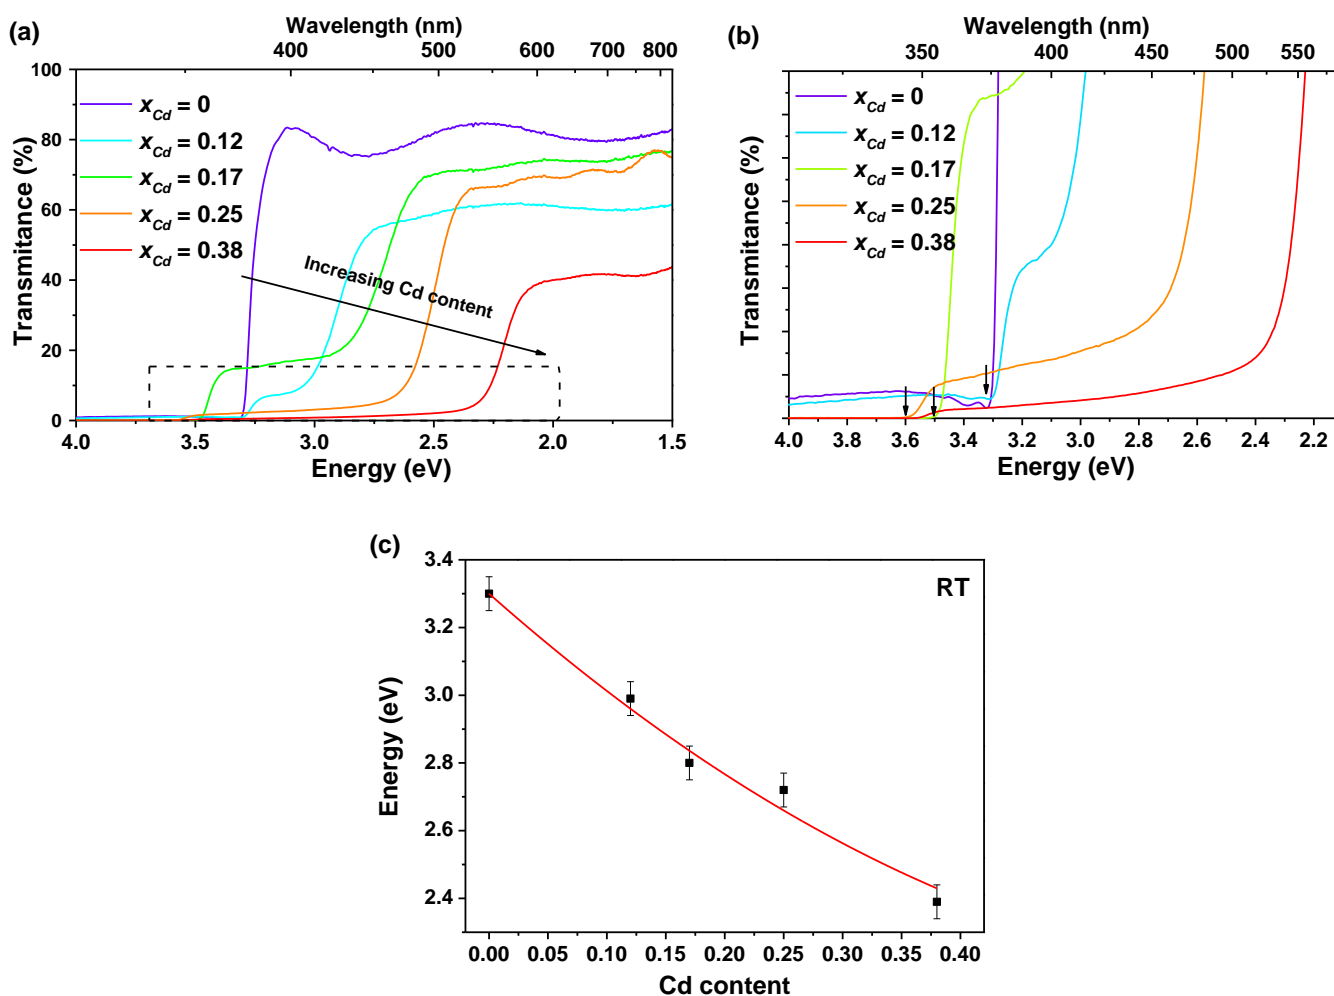 (a)
Wavelength (nm)
400 500 600 700 800
100
80
60
40
20
0
Transmitance (%)
x_Cd = 0
x_Cd = 0.12
x_Cd = 0.17
x_Cd = 0.25
x_Cd = 0.38
Increasing Cd content
4.0 3.5 3.0 2.5 2.0 1.5
Energy (eV)
(b)
Wavelength (nm)
350 400 450 500 550
Transmitance (%)
x_Cd = 0
x_Cd = 0.12
x_Cd = 0.17
x_Cd = 0.25
x_Cd = 0.38
4.0 3.8 3.6 3.4 3.2 3.0 2.8 2.6 2.4 2.2
Energy (eV)
(c)
RT
3.4
3.2
3.0
2.8
2.6
2.4
Energy (eV)
0.00 0.05 0.10 0.15 0.20 0.25 0.30 0.35 0.40
Cd content